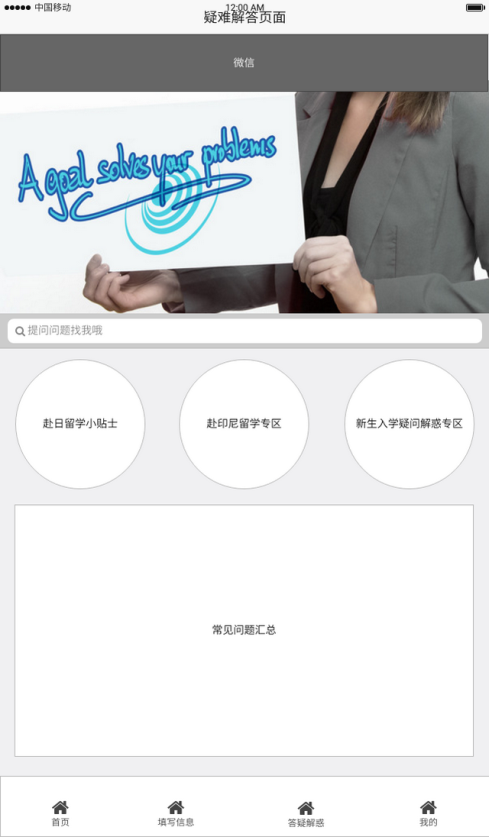 中国移动
12:00 AM
疑难解答页面
微信
A goal solves your problems
提问问题找我哦
赴日留学小贴士
赴印尼留学专区
新生入学疑问解惑专区
常见问题汇总
首页
填写信息
答疑解惑
我的